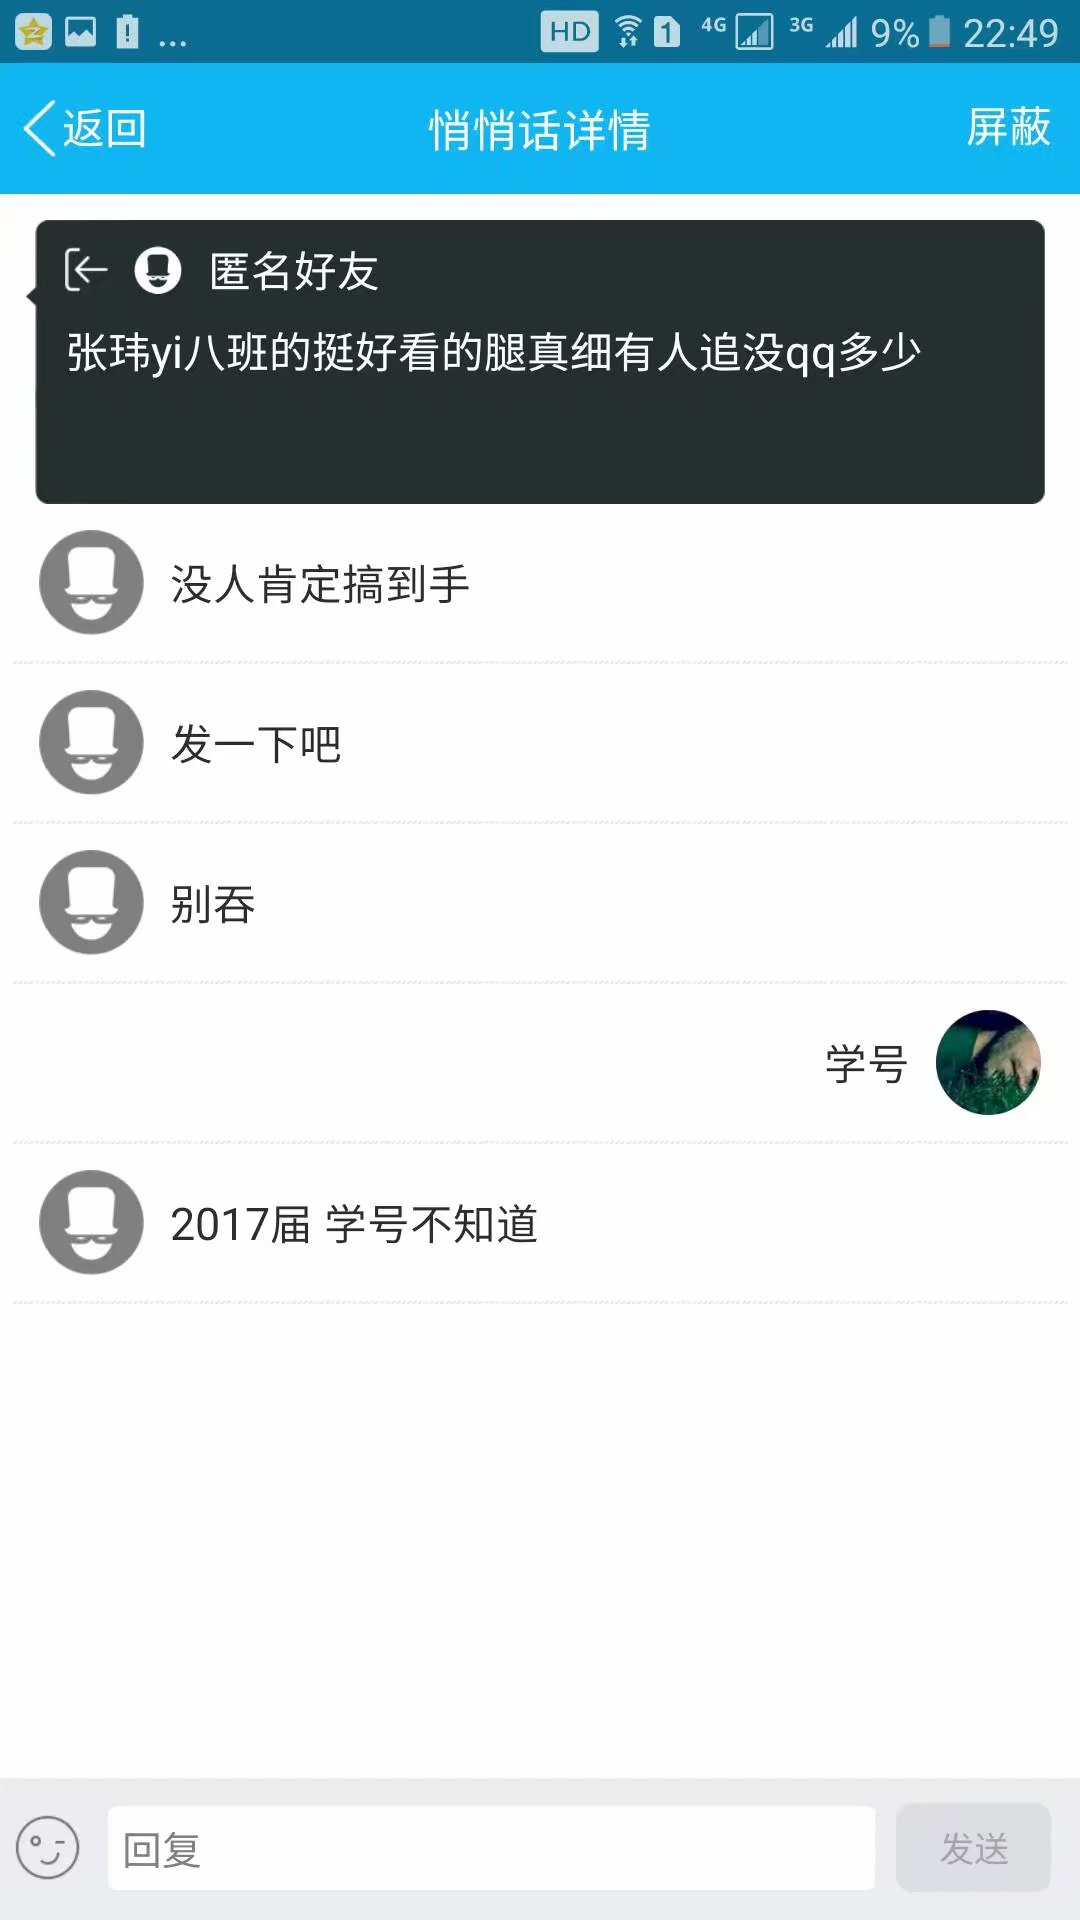 ... HD 1 4G 3G 9% 22:49
返回 悄悄话详情 屏蔽
匿名好友
张玮yi八班的挺好看的腿真细有人追没qq多少
没人肯定搞到手
发一下吧
别吞
学号
2017届 学号不知道
回复 发送